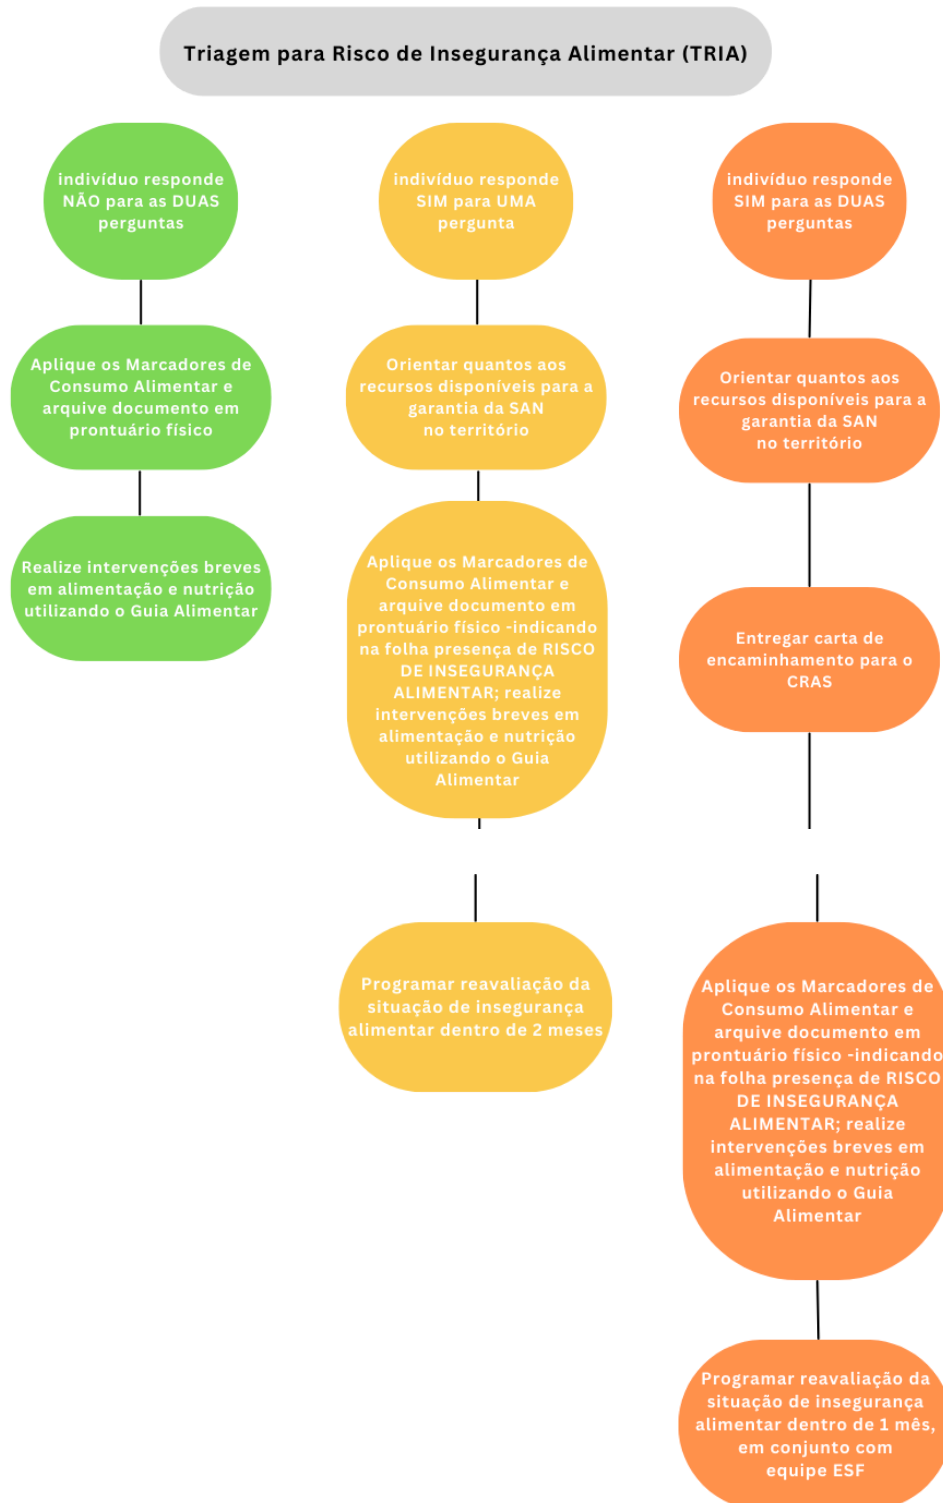 Triagem para Risco de Insegurança Alimentar (TRIA)
indivíduo responde
NÃO para as DUAS
perguntas
Aplique os Marcadores de
Consumo Alimentar e
arquive documento em
prontuário físico
Realize intervenções breves
em alimentação e nutrição
utilizando o Guia Alimentar
indivíduo responde
SIM para UMA
pergunta
Orientar quantos aos
recursos disponíveis para a
garantia da SAN
no território
Aplique os Marcadores de
Consumo Alimentar e
arquive documento em
prontuário físico -indicando
na folha presença de RISCO
DE INSEGURANÇA
ALIMENTAR; realize
intervenções breves em
alimentação e nutrição
utilizando o Guia
Alimentar
Programar reavaliação da
situação de insegurança
alimentar dentro de 2 meses
indivíduo responde
SIM para as DUAS
perguntas
Orientar quantos aos
recursos disponíveis para a
garantia da SAN
no território
Entregar carta de
encaminhamento para o
CRAS
Aplique os Marcadores de
Consumo Alimentar e
arquive documento em
prontuário físico -indicando
na folha presença de RISCO
DE INSEGURANÇA
ALIMENTAR; realize
intervenções breves em
alimentação e nutrição
utilizando o Guia
Alimentar
Programar reavaliação da
situação de insegurança
alimentar dentro de 1 mês,
em conjunto com
equipe ESF